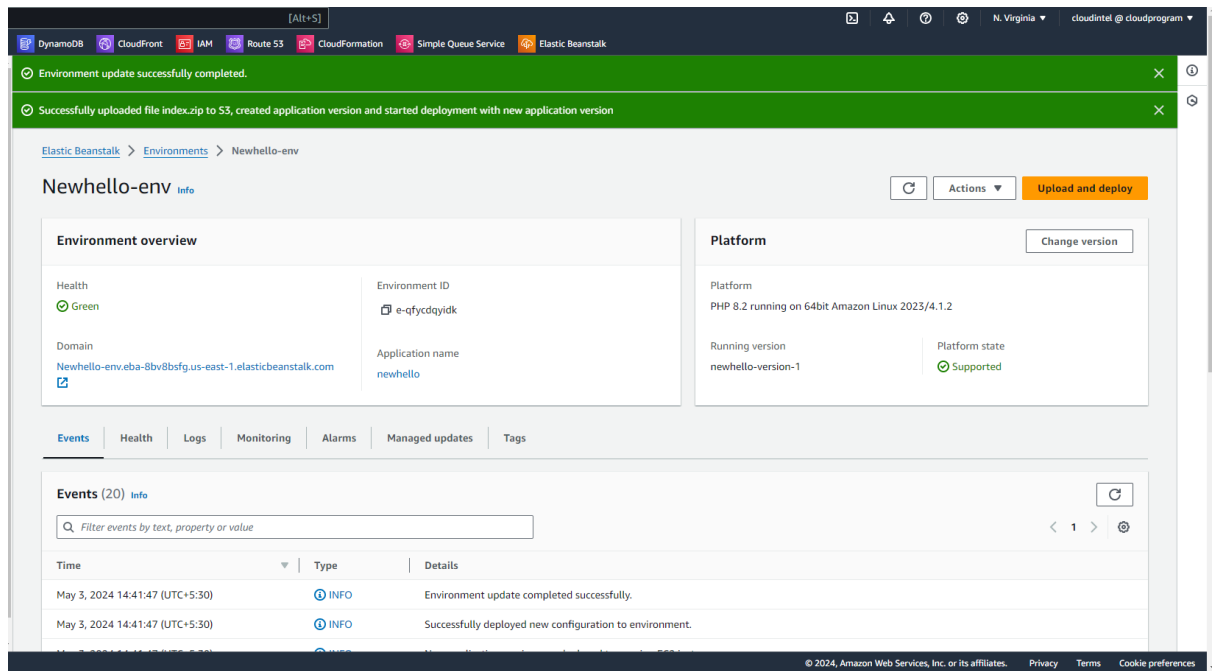 [Alt+S]
N. Virginia ▼ cloudintel @ cloudprogram ▼
DynamoDB CloudFront IAM Route 53 CloudFormation Simple Queue Service Elastic Beanstalk
Environment update successfully completed.
Successfully uploaded file index.zip to S3, created application version and started deployment with new application version
Elastic Beanstalk > Environments > Newhello-env
Newhello-env Info
Actions ▼ Upload and deploy
Environment overview
Health
Green
Environment ID
e-qfycdqyidk
Domain
Newhello-env.eba-8bv8bsfg.us-east-1.elasticbeanstalk.com
Application name
newhello
Platform
Change version
Platform
PHP 8.2 running on 64bit Amazon Linux 2023/4.1.2
Running version
newhello-version-1
Platform state
Supported
Events Health Logs Monitoring Alarms Managed updates Tags
Events (20) Info
Filter events by text, property or value
< 1 >
Time Type Details
May 3, 2024 14:41:47 (UTC+5:30) INFO Environment update completed successfully.
May 3, 2024 14:41:47 (UTC+5:30) INFO Successfully deployed new configuration to environment.
© 2024, Amazon Web Services, Inc. or its affiliates. Privacy Terms Cookie preferences